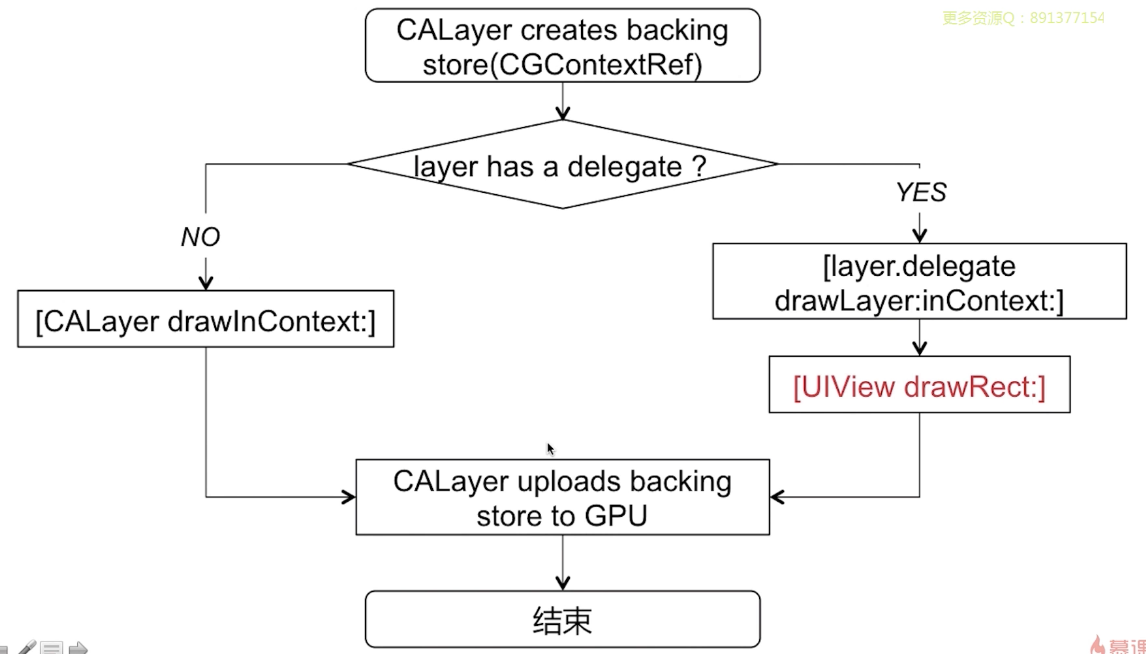 更多资源Q：891377154
CALayer creates backing
store(CGContextRef)
layer has a delegate ?
YES
NO
[layer.delegate
drawLayer:inContext:]
[CALayer drawInContext:]
[UIView drawRect:]
CALayer uploads backing
store to GPU
结束
慕课